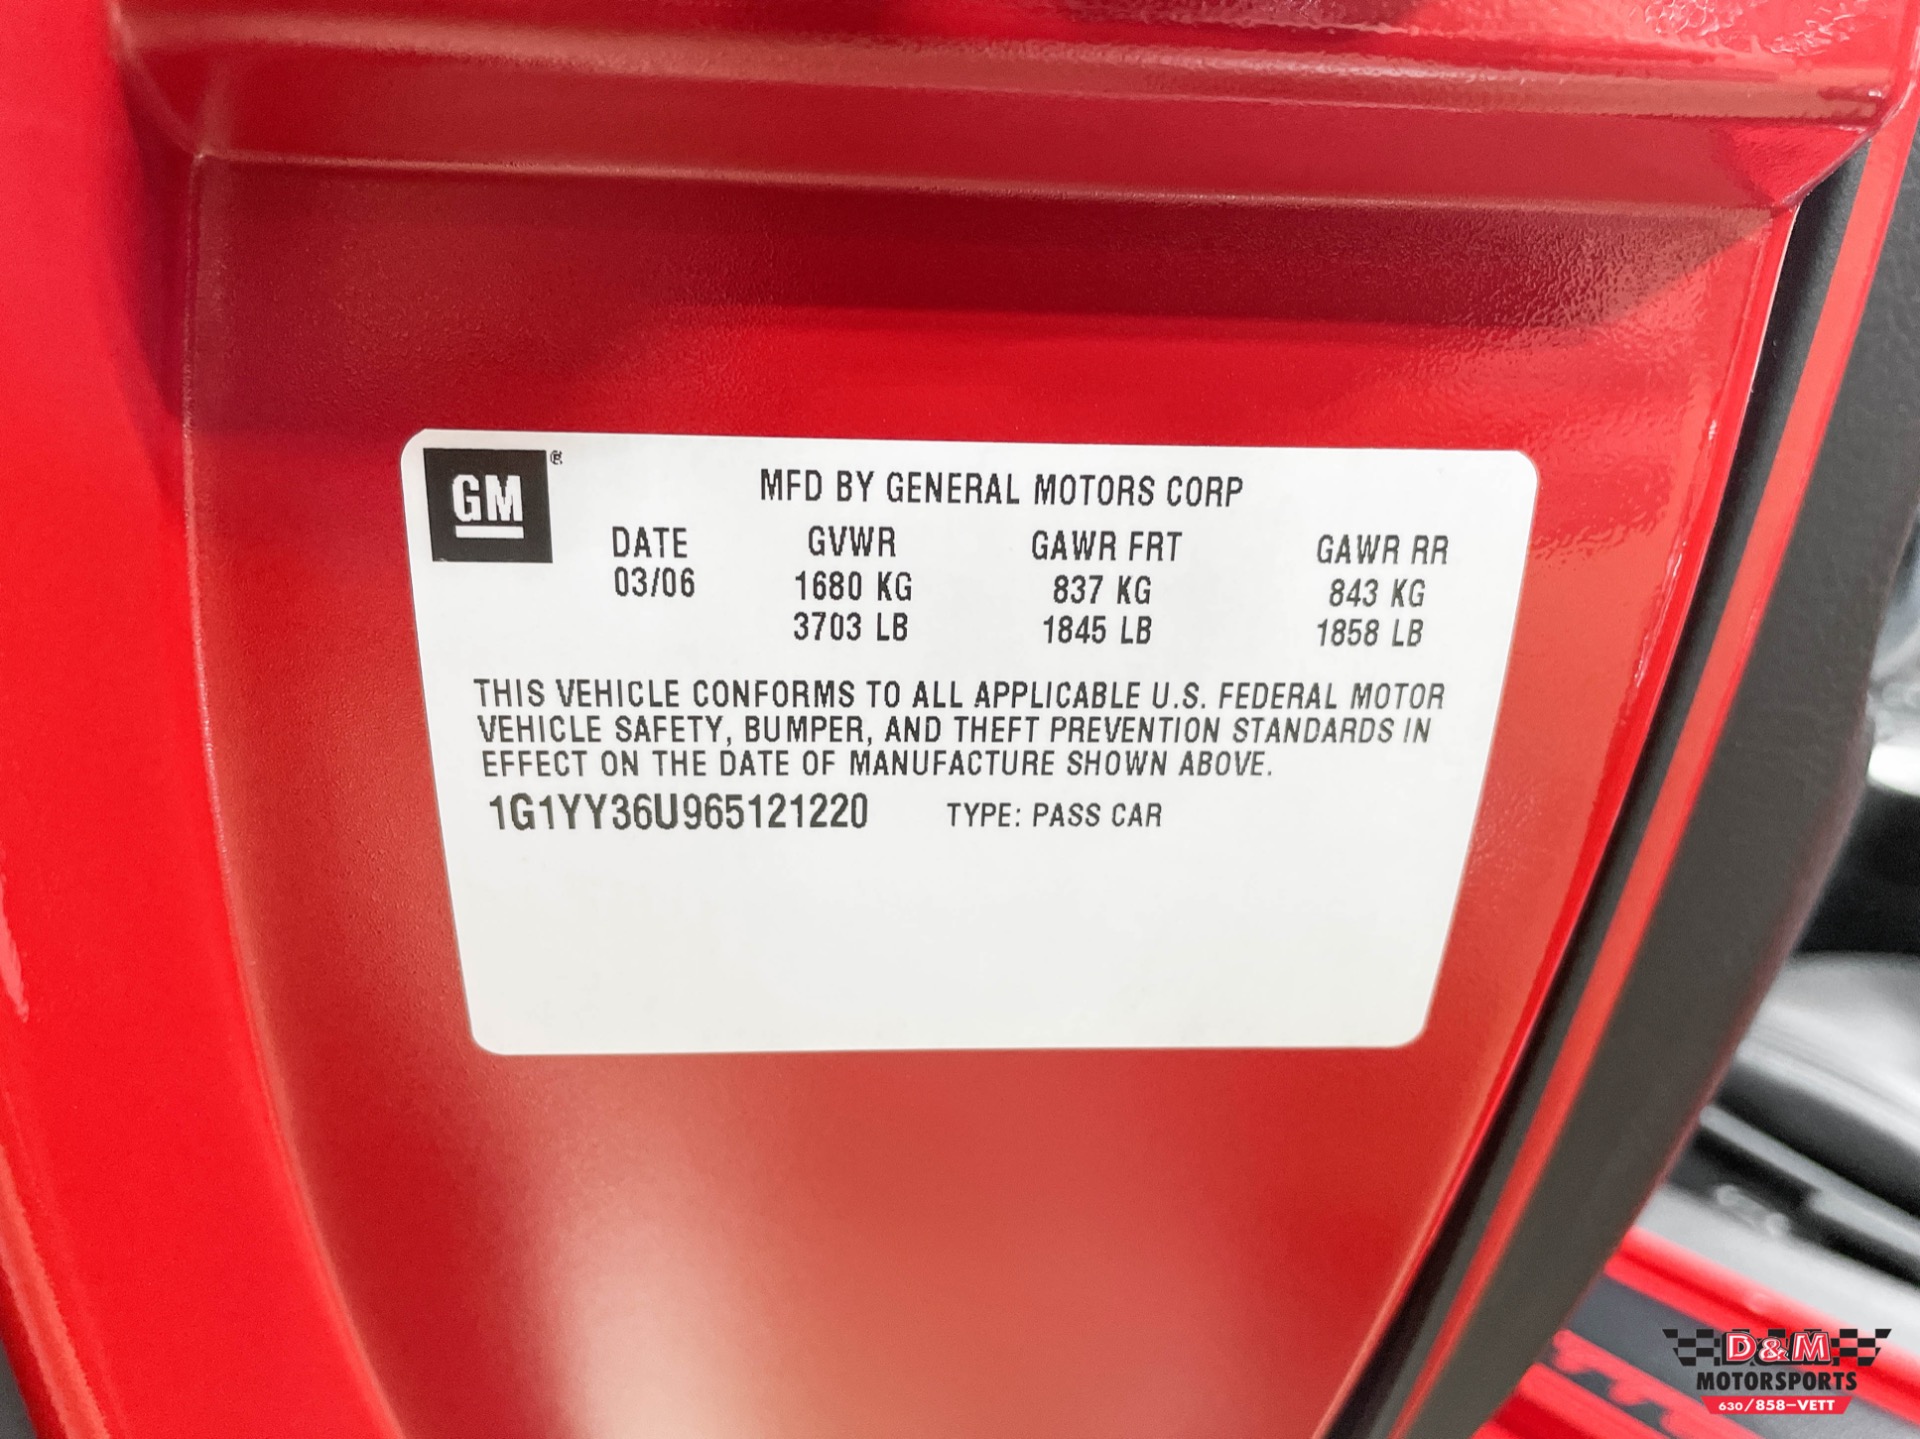 GM
MFD BY GENERAL MOTORS CORP
DATE GVWR GAWR FRT GAWR RR
03/06 1680 KG 837 KG 843 KG
3703 LB 1845 LB 1858 LB
THIS VEHICLE CONFORMS TO ALL APPLICABLE U.S. FEDERAL MOTOR
VEHICLE SAFETY, BUMPER, AND THEFT PREVENTION STANDARDS IN
EFFECT ON THE DATE OF MANUFACTURE SHOWN ABOVE.
1G1YY36U965121220 TYPE: PASS CAR
D&M
MOTORSPORTS
630/858-VETT